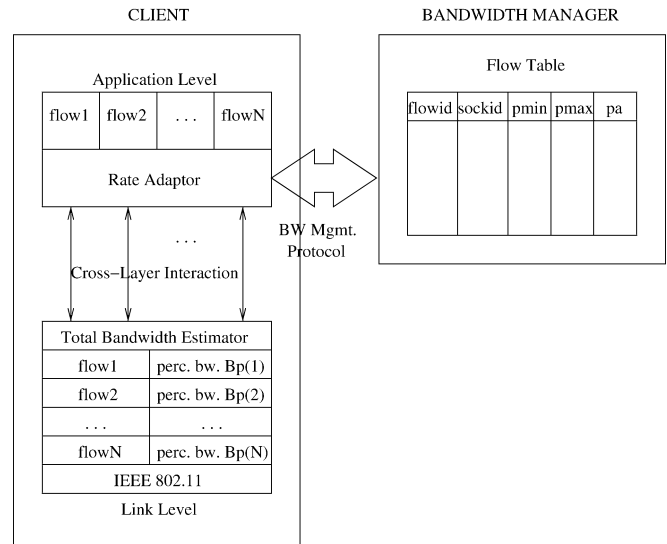 CLIENT
BANDWIDTH MANAGER
Application Level
flow1 flow2 . . . flowN
Rate Adaptor
Flow Table
flowid sockid pmin pmax pa
BW Mgmt.
Protocol
. . .
Cross−Layer Interaction
Total Bandwidth Estimator
flow1 perc. bw. Bp(1)
flow2 perc. bw. Bp(2)
. . . . . .
flowN perc. bw. Bp(N)
IEEE 802.11
Link Level